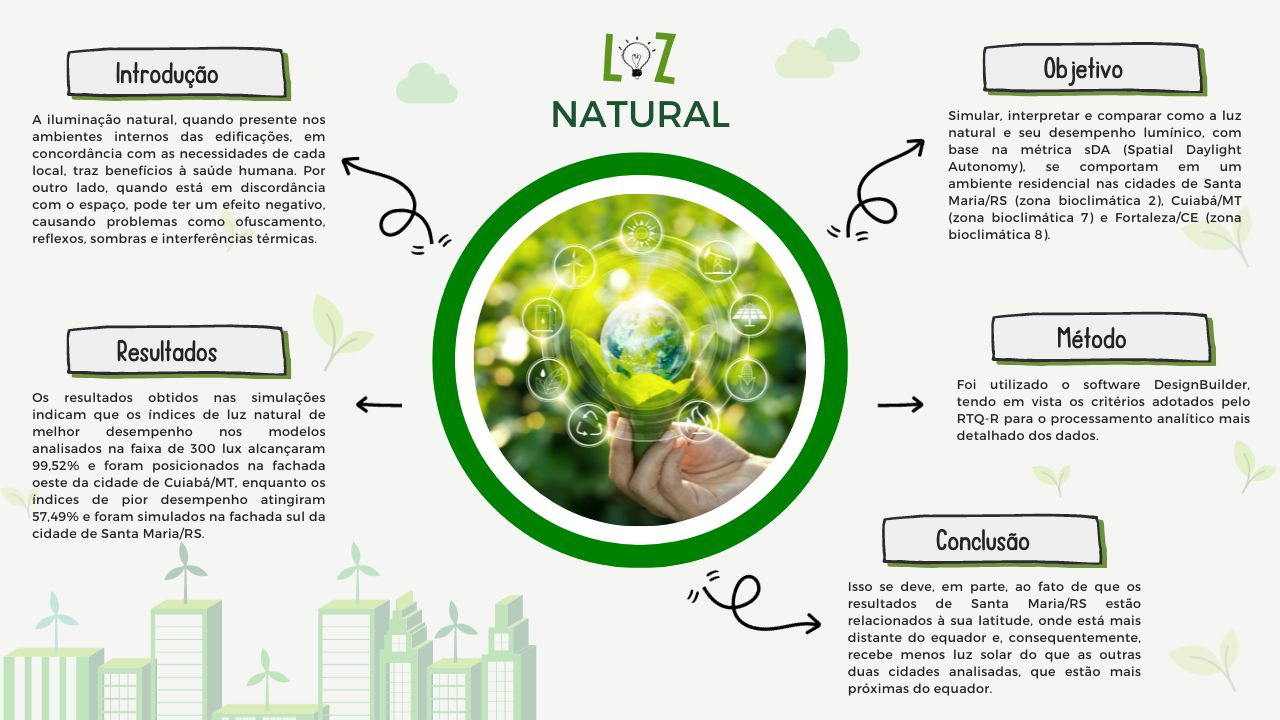 LUZ
NATURAL
Introdução
A iluminação natural, quando presente nos
ambientes internos das edificações, em
concordância com as necessidades de cada
local, traz benefícios à saúde humana. Por
outro lado, quando está em discordância
com o espaço, pode ter um efeito negativo,
causando problemas como ofuscamento,
reflexos, sombras e interferências térmicas.
Objetivo
Simular, interpretar e comparar como a luz
natural e seu desempenho lumínico, com
base na métrica sDA (Spatial Daylight
Autonomy), se comportam em um
ambiente residencial nas cidades de Santa
Maria/RS (zona bioclimática 2), Cuiabá/MT
(zona bioclimática 7) e Fortaleza/CE (zona
bioclimática 8).
Método
Foi utilizado o software DesignBuilder,
tendo em vista os critérios adotados pelo
RTQ-R para o processamento analítico mais
detalhado dos dados.
Resultados
Os resultados obtidos nas simulações
indicam que os índices de luz natural de
melhor desempenho nos modelos
analisados na faixa de 300 lux alcançaram
99,52% e foram posicionados na fachada
oeste da cidade de Cuiabá/MT, enquanto os
índices de pior desempenho atingiram
57,49% e foram simulados na fachada sul da
cidade de Santa Maria/RS.
Conclusão
Isso se deve, em parte, ao fato de que os
resultados de Santa Maria/RS estão
relacionados à sua latitude, onde está mais
distante do equador e, consequentemente,
recebe menos luz solar do que as outras
duas cidades analisadas, que estão mais
próximas do equador.